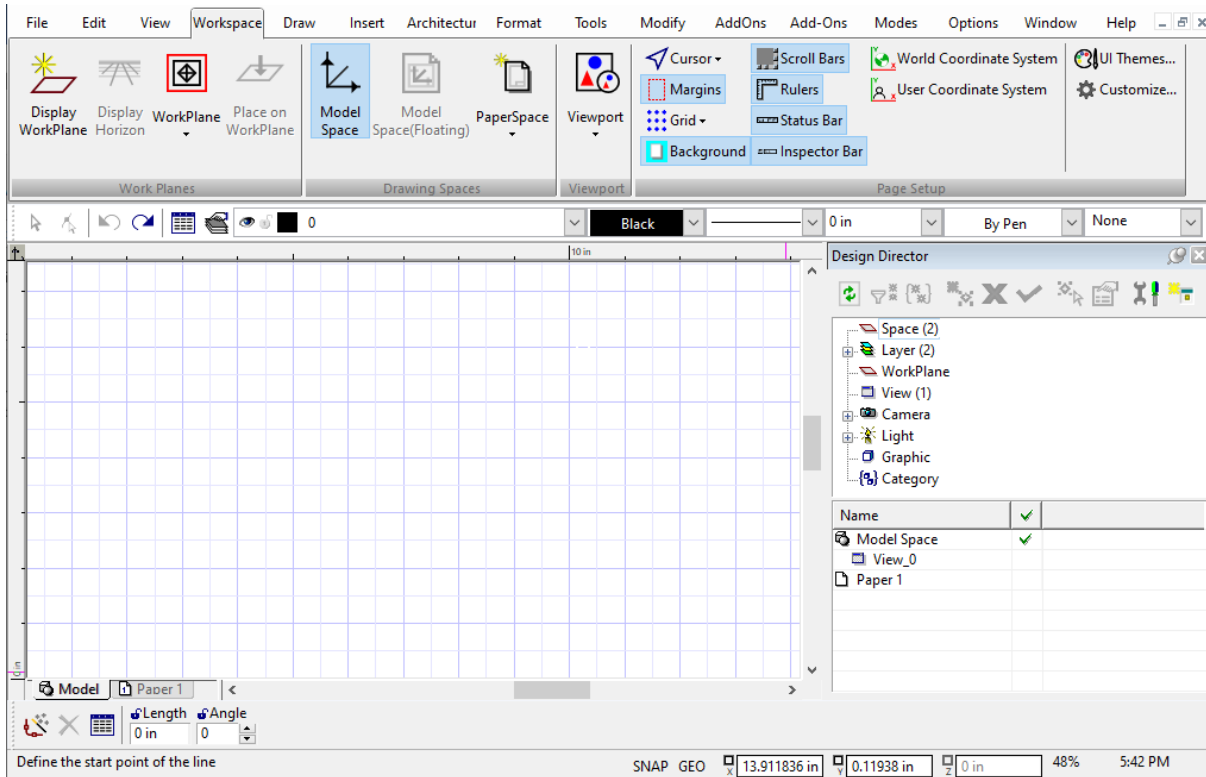 File Edit View Workspace Draw Insert Architectur Format Tools Modify AddOns Add-Ons Modes Options Window Help
Display WorkPlane
Display Horizon
WorkPlane
Place on WorkPlane
Work Planes
Model Space
Model Space(Floating)
PaperSpace
Drawing Spaces
Viewport
Viewport
Cursor
Margins
Grid
Background
Scroll Bars
Rulers
Status Bar
Inspector Bar
World Coordinate System
User Coordinate System
Page Setup
UI Themes...
Customize...
0 Black 0 in By Pen None
10 in
Design Director
Space (2)
Layer (2)
WorkPlane
View (1)
Camera
Light
Graphic
Category
Name
Model Space
View_0
Paper 1
Model Paper 1
Length Angle
0 in 0
Define the start point of the line SNAP GEO X 13.911836 in Y 0.11938 in Z 0 in 48% 5:42 PM